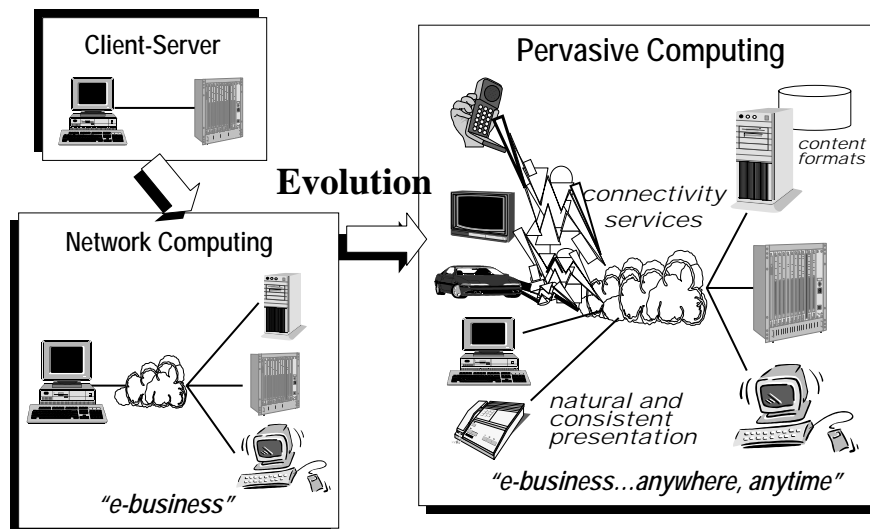 Client-Server
Evolution
Network Computing
"e-business"
Pervasive Computing
content
formats
connectivity
services
natural and
consistent
presentation
"e-business...anywhere, anytime"